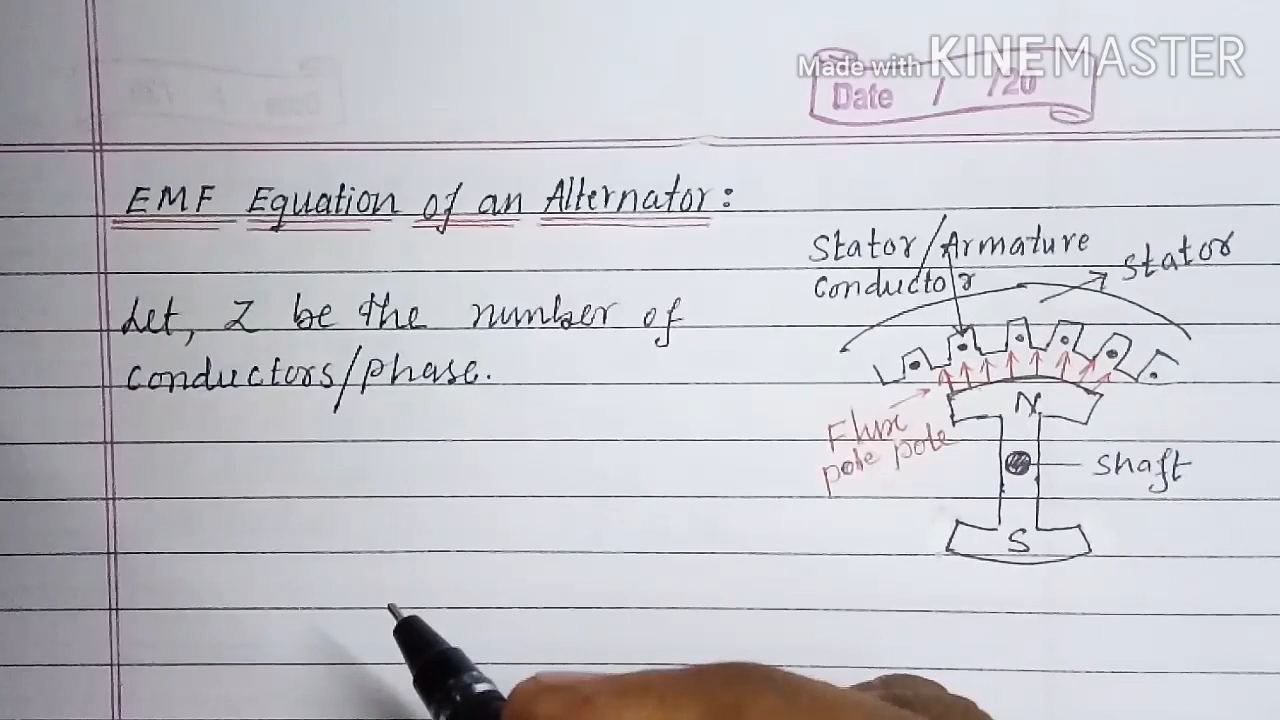 Made with KINEMASTER
Date / /20
EMF Equation of an Alternator:
Let, Z be the number of
conductors/phase.
Stator/Armature
conductor
Stator
Flux
pole pole
N
shaft
S